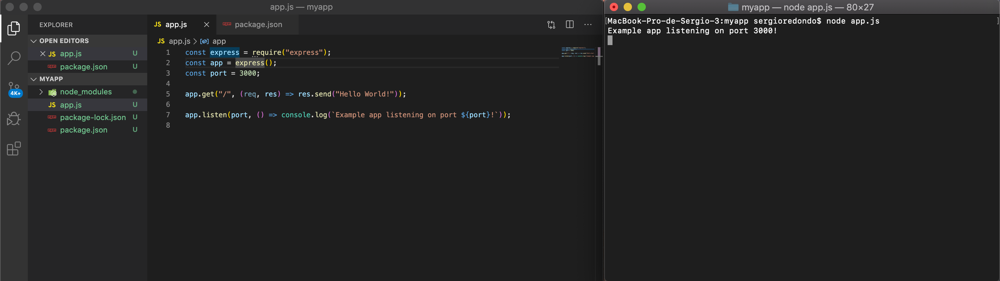 app.js — myapp
EXPLORER
OPEN EDITORS
JS app.js U
package.json U
MYAPP
node_modules
JS app.js U
package-lock.json U
package.json U
4K+
JS app.js
package.json
JS app.js > app
1 const express = require("express");
2 const app = express();
3 const port = 3000;
4
5 app.get("/", (req, res) => res.send("Hello World!"));
6
7 app.listen(port, () => console.log(`Example app listening on port ${port}!`));
8
myapp — node app.js — 80×27
[MacBook-Pro-de-Sergio-3:myapp sergioredondo$ node app.js ]
Example app listening on port 3000!